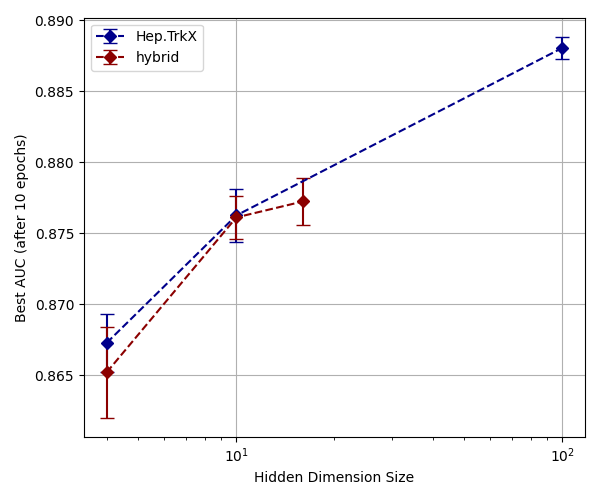 0.890
0.885
0.880
0.875
0.870
0.865
Best AUC (after 10 epochs)
Hep.TrkX
hybrid
10¹
10²
Hidden Dimension Size